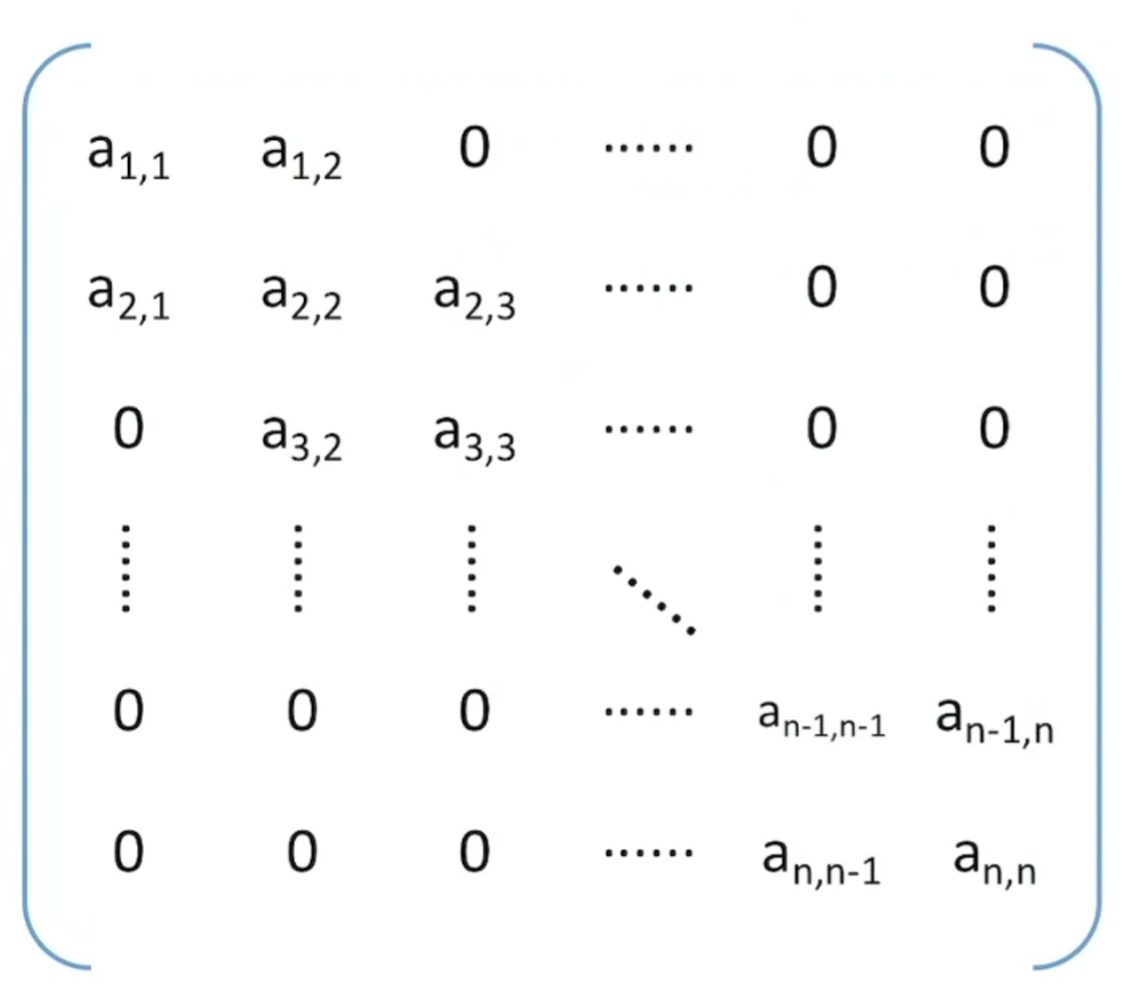 a1,1 a1,2 0 ...... 0 0
a2,1 a2,2 a2,3 ...... 0 0
0 a3,2 a3,3 ...... 0 0
⋮ ⋮ ⋮ ⋱ ⋮ ⋮
0 0 0 ...... an-1,n-1 an-1,n
0 0 0 ...... an,n-1 an,n